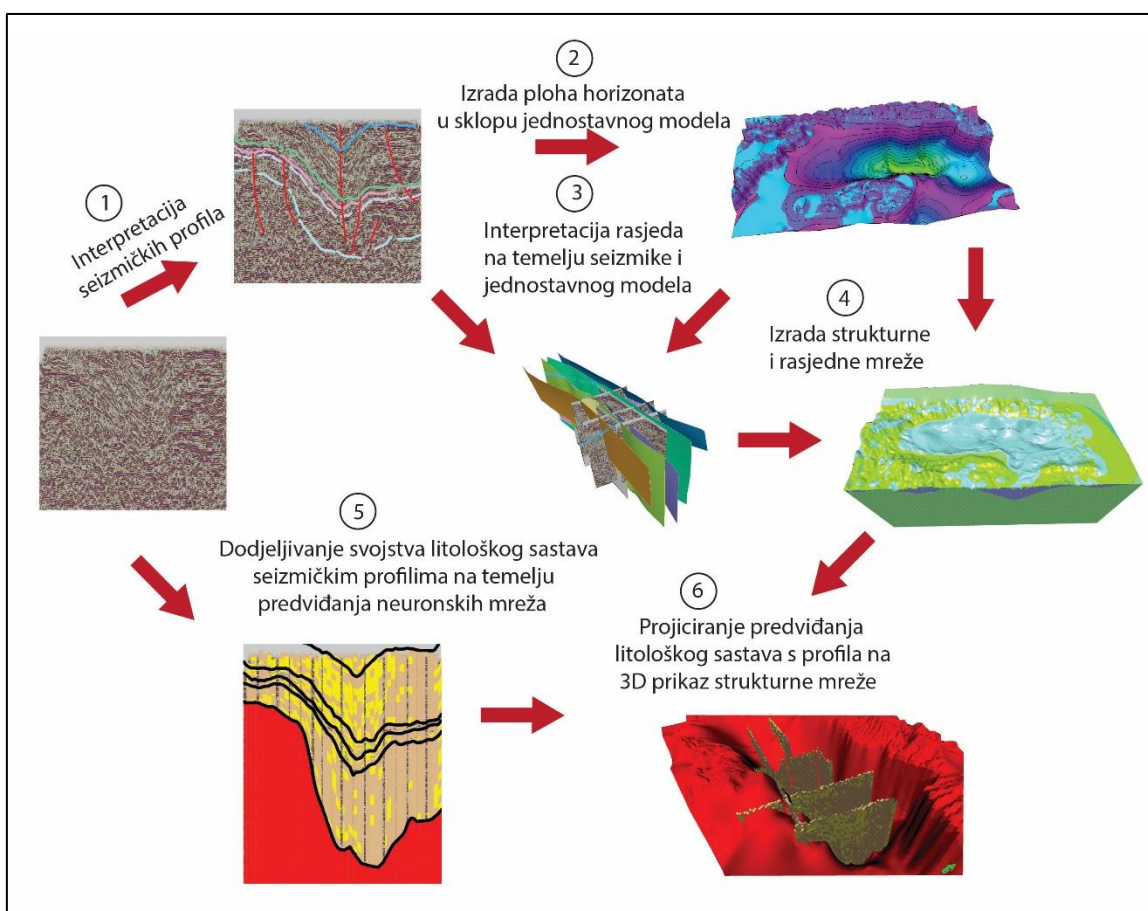 1
Interpretacija
seizmičkih profila
2
Izrada ploha horizonata
u sklopu jednostavnog modela
3
Interpretacija rasjeda
na temelju seizmike i
jednostavnog modela
4
Izrada strukturne
i rasjedne mreže
5
Dodjeljivanje svojstva litološkog sastava
seizmičkim profilima na temelju
predviđanja neuronskih mreža
6
Projiciranje predviđanja
litološkog sastava s profila na
3D prikaz strukturne mreže